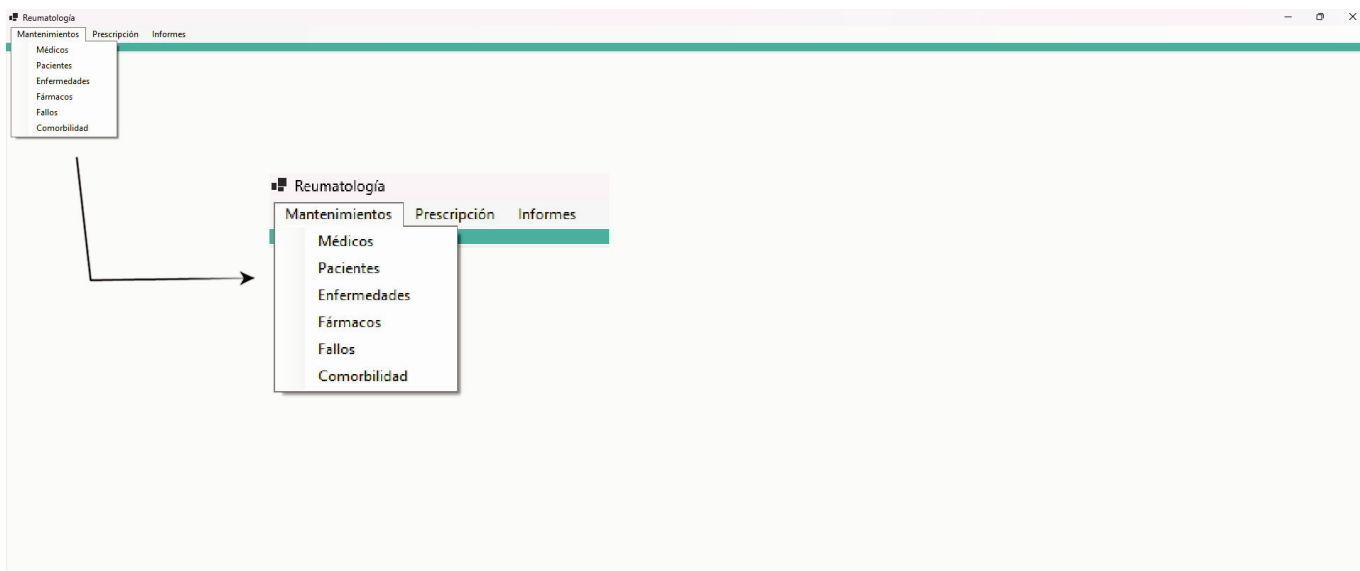 Reumatología
Mantenimientos Prescripción Informes
Médicos
Pacientes
Enfermedades
Fármacos
Fallos
Comorbilidad
Reumatología
Mantenimientos Prescripción Informes
Médicos
Pacientes
Enfermedades
Fármacos
Fallos
Comorbilidad